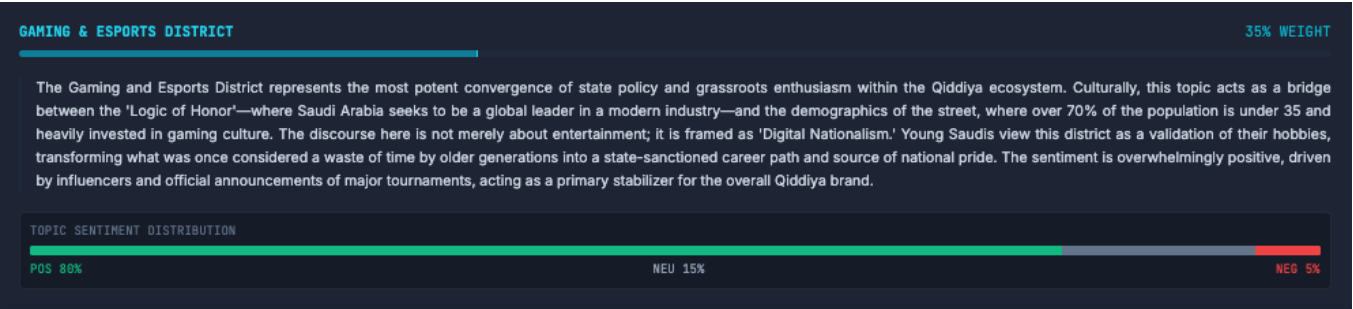 GAMING & ESPORTS DISTRICT
35% WEIGHT
The Gaming and Esports District represents the most potent convergence of state policy and grassroots enthusiasm within the Qiddiya ecosystem. Culturally, this topic acts as a bridge
between the 'Logic of Honor'—where Saudi Arabia seeks to be a global leader in a modern industry—and the demographics of the street, where over 70% of the population is under 35 and
heavily invested in gaming culture. The discourse here is not merely about entertainment; it is framed as 'Digital Nationalism.' Young Saudis view this district as a validation of their hobbies,
transforming what was once considered a waste of time by older generations into a state-sanctioned career path and source of national pride. The sentiment is overwhelmingly positive, driven
by influencers and official announcements of major tournaments, acting as a primary stabilizer for the overall Qiddiya brand.
TOPIC SENTIMENT DISTRIBUTION
POS 80%
NEU 15%
NEG 5%